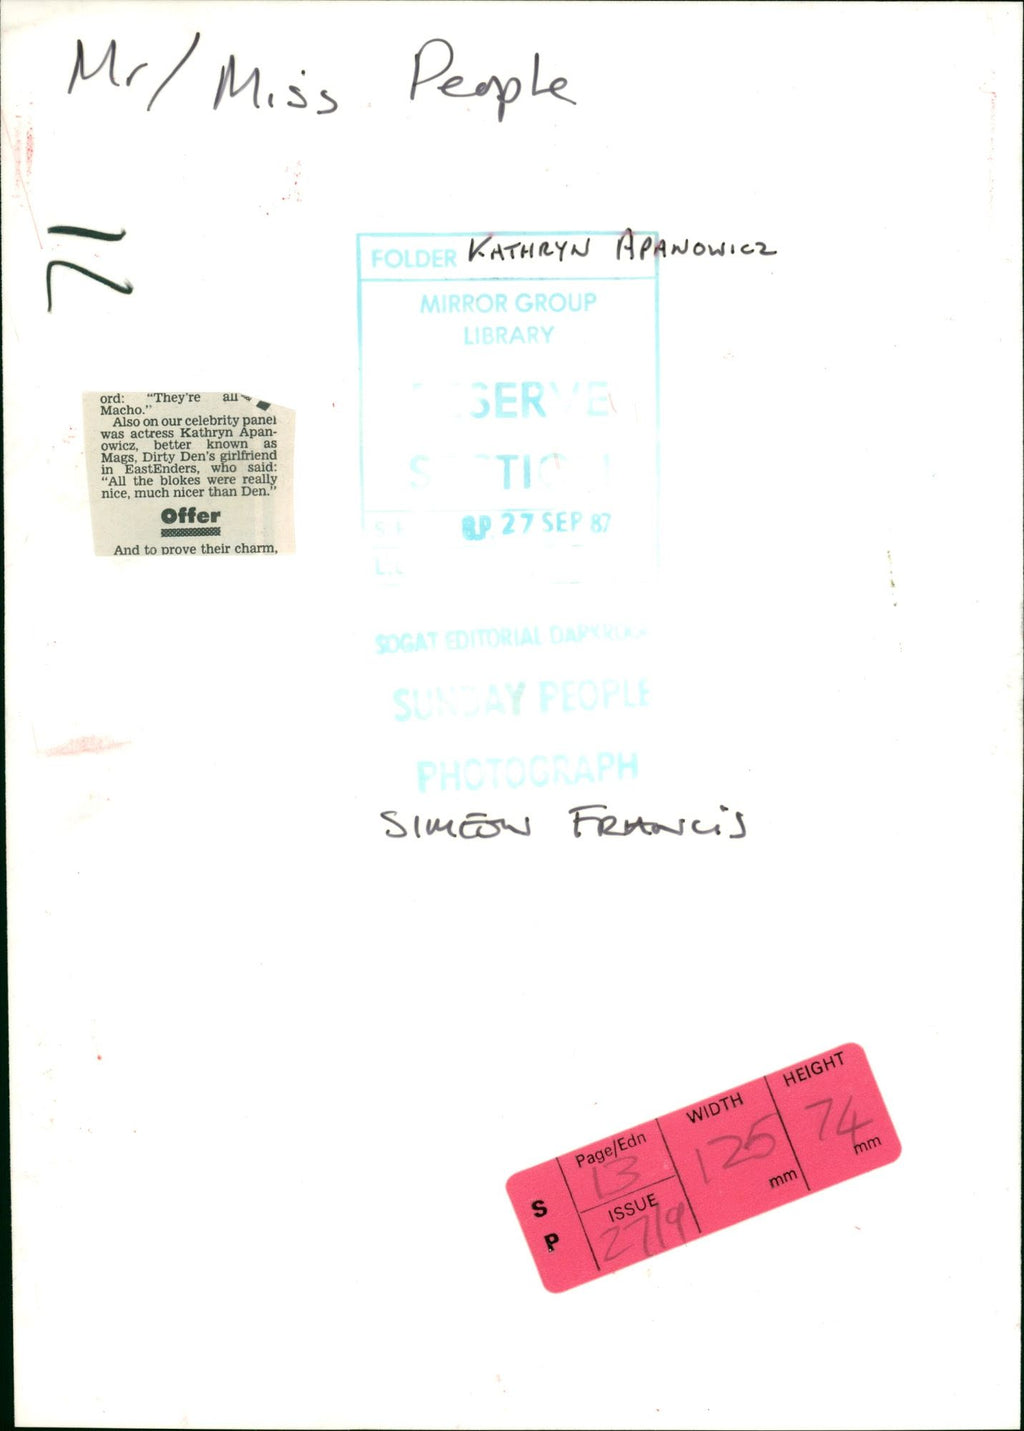 Mr/Miss People
FOLDER KATHRYN APANOWICZ
MIRROR GROUP
LIBRARY
RESERVE
SECTION
27 SEP 87
ord: "They're all
Macho."
Also on our celebrity panel
was actress Kathryn Apan-
owicz, better known as
Mags, Dirty Den's girlfriend
in EastEnders, who said:
"All the blokes were really
nice, much nicer than Den."
Offer
And to prove their charm,
SOGAT EDITORIAL DARKROOM
SUNDAY PEOPLE
PHOTOGRAPH
SIMEON FRANCIS
S P
Page/Edn 13
ISSUE 27/9
WIDTH 125 mm
HEIGHT 74 mm